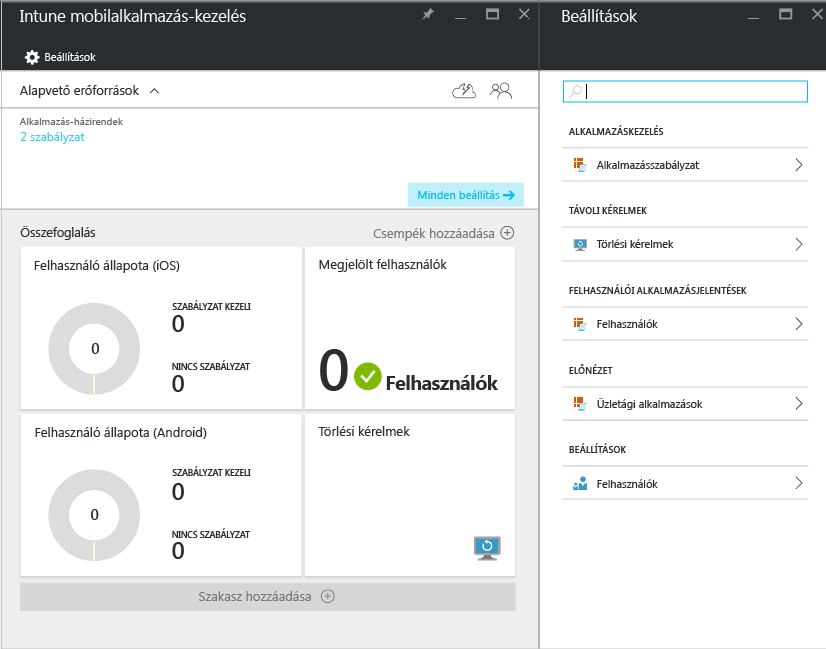 Intune mobilalkalmazás-kezelés
Beállítások
Alapvető erőforrások
Alkalmazás-házirendek
2 szabályzat
Minden beállítás
Összefoglalás
Csempék hozzáadása
Felhasználó állapota (iOS)
0
SZABÁLYZAT KEZELI
0
NINCS SZABÁLYZAT
0
Megjelölt felhasználók
0 Felhasználók
Felhasználó állapota (Android)
0
SZABÁLYZAT KEZELI
0
NINCS SZABÁLYZAT
0
Törlési kérelmek
Szakasz hozzáadása
Beállítások
ALKALMAZÁSKEZELÉS
Alkalmazásszabályzat
TÁVOLI KÉRELMEK
Törlési kérelmek
FELHASZNÁLÓI ALKALMAZÁSJELENTÉSEK
Felhasználók
ELŐNÉZET
Üzletági alkalmazások
BEÁLLÍTÁSOK
Felhasználók